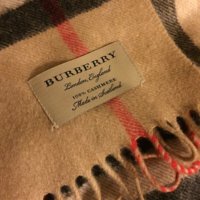 BURBERRY
London, England
100% CASHMERE
Made in Scotland